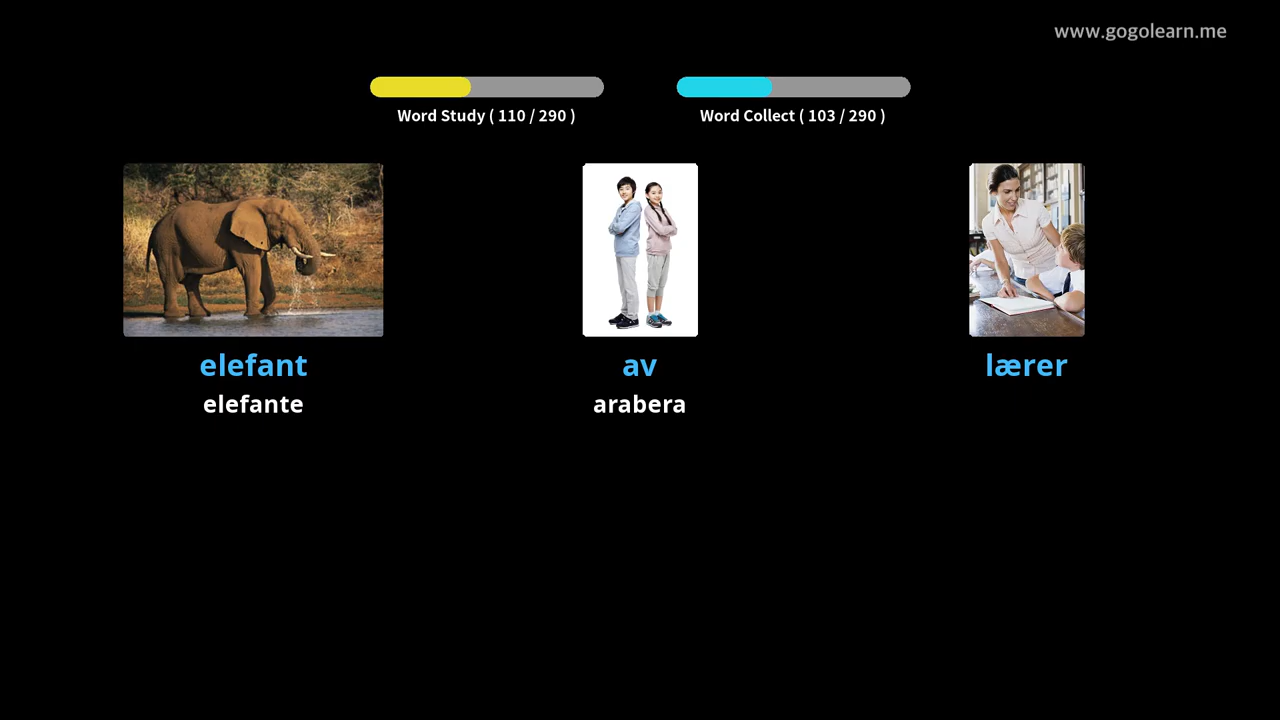 www.gogolearn.me
Word Study ( 110 / 290 )
Word Collect ( 103 / 290 )
elefant
av
lærer
elefante
arabera